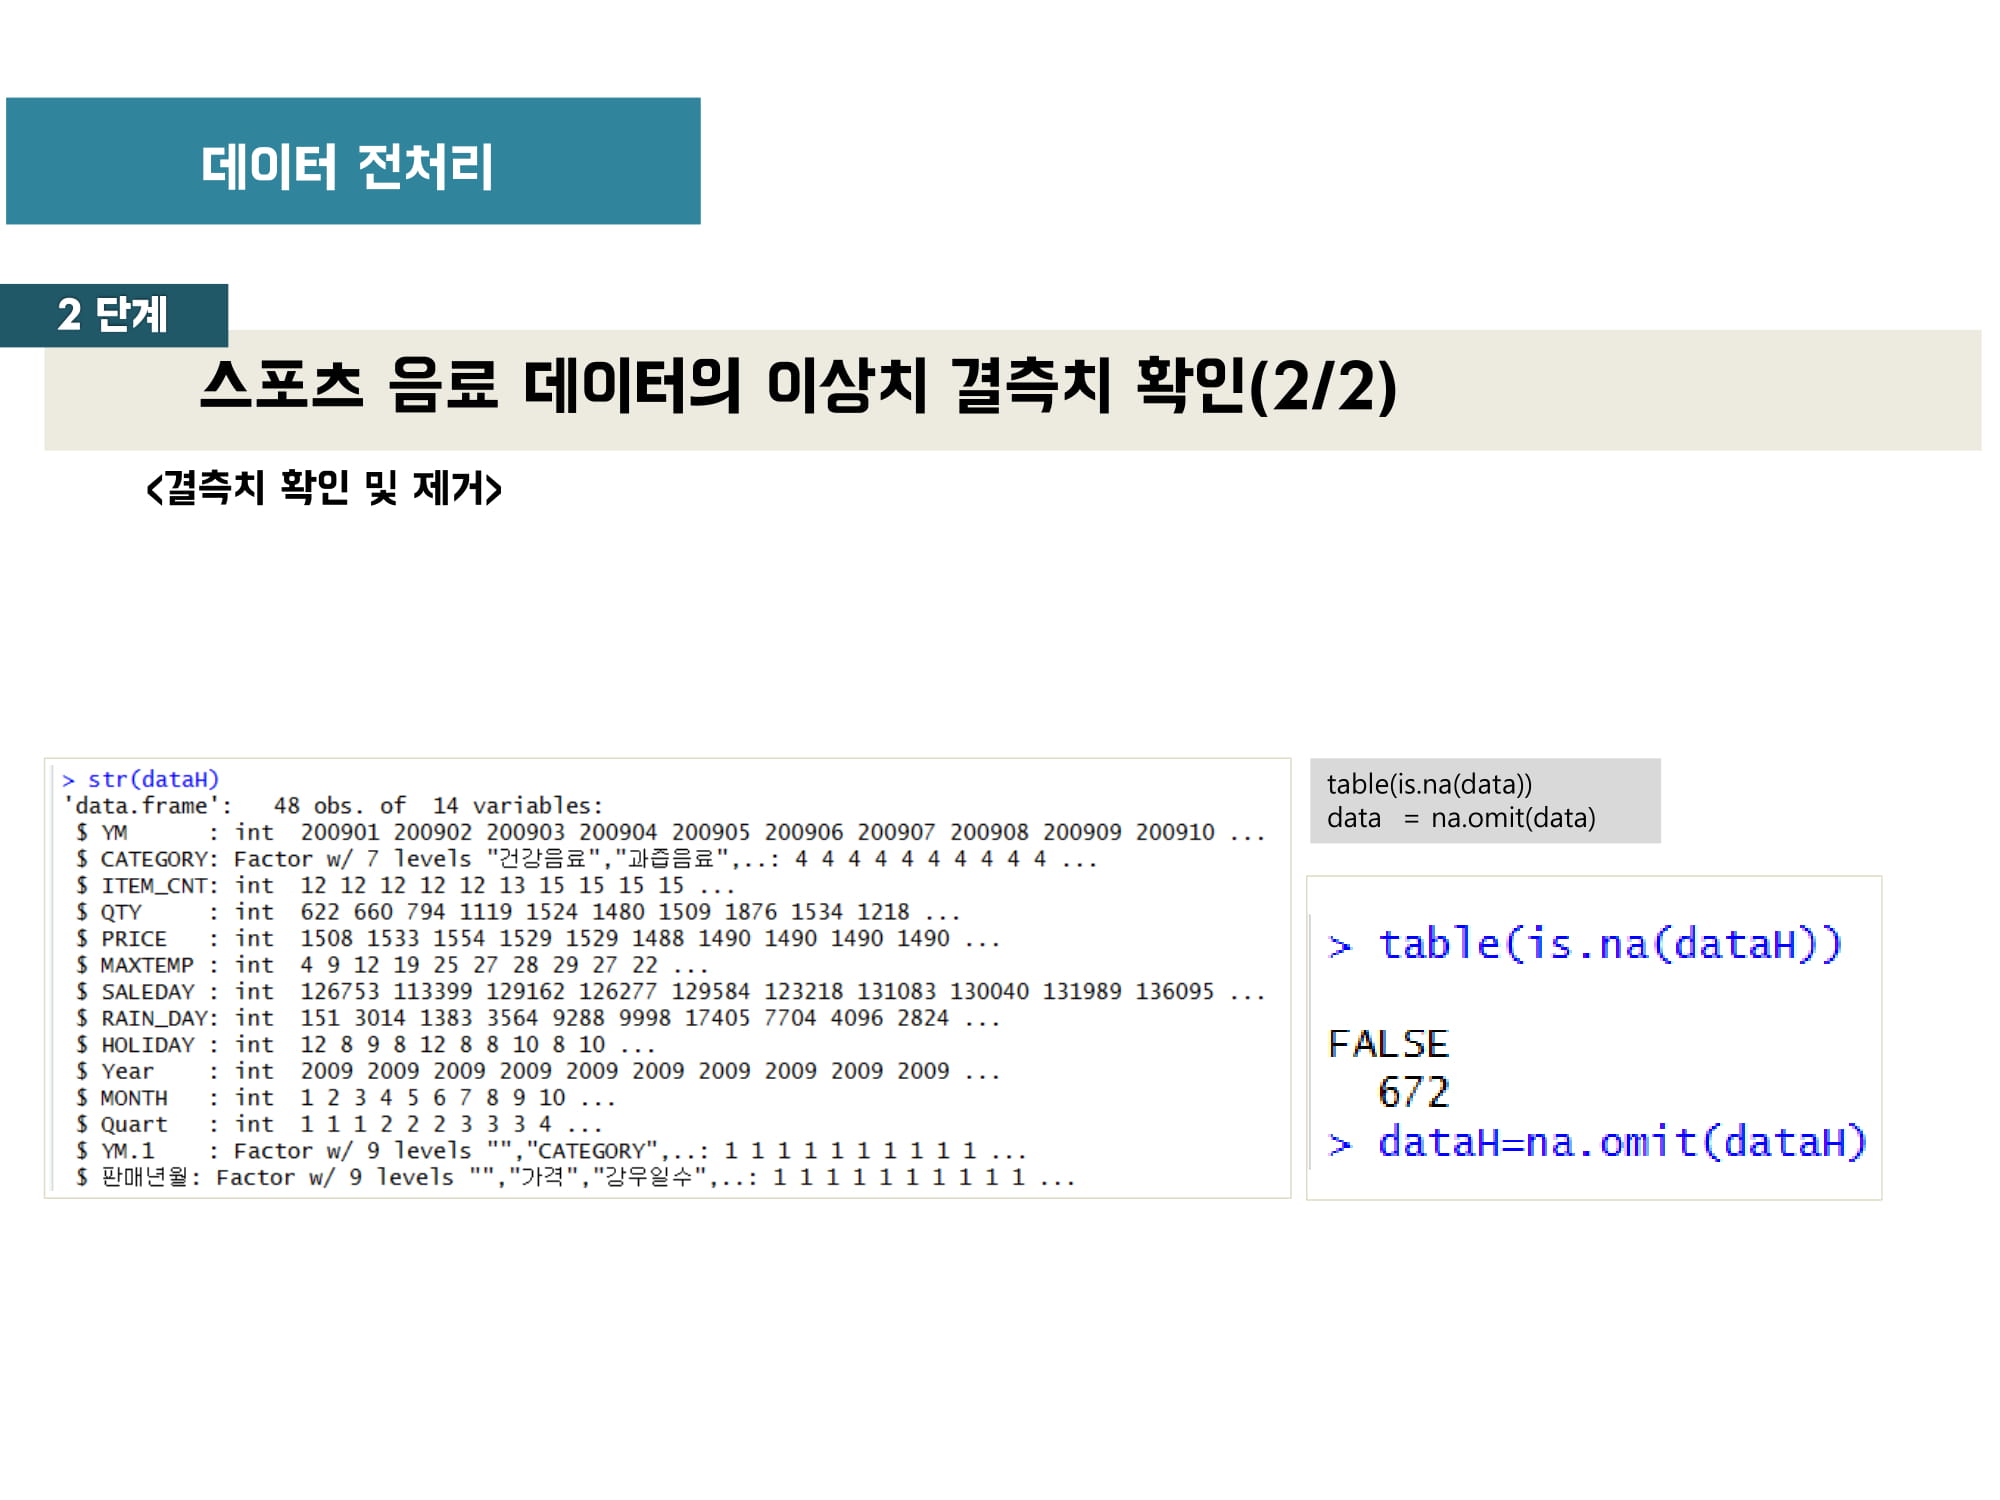 데이터 전처리
2 단계
스포츠 음료 데이터의 이상치 결측치 확인(2/2)
<결측치 확인 및 제거>
> str(dataH)
'data.frame':   48 obs. of  14 variables:
 $ YM      : int  200901 200902 200903 200904 200905 200906 200907 200908 200909 200910 ...
 $ CATEGORY: Factor w/ 7 levels "건강음료","과즙음료",..: 4 4 4 4 4 4 4 4 4 4 ...
 $ ITEM_CNT: int  12 12 12 12 12 13 15 15 15 15 ...
 $ QTY     : int  622 660 794 1119 1524 1480 1509 1876 1534 1218 ...
 $ PRICE   : int  1508 1533 1554 1529 1529 1488 1490 1490 1490 1490 ...
 $ MAXTEMP : int  4 9 12 19 25 27 28 29 27 22 ...
 $ SALEDAY : int  126753 113399 129162 126277 129584 123218 131083 130040 131989 136095 ...
 $ RAIN_DAY: int  151 3014 1383 3564 9288 9998 17405 7704 4096 2824 ...
 $ HOLIDAY : int  12 8 9 8 12 8 8 10 8 10 ...
 $ Year    : int  2009 2009 2009 2009 2009 2009 2009 2009 2009 2009 ...
 $ MONTH   : int  1 2 3 4 5 6 7 8 9 10 ...
 $ Quart   : int  1 1 1 2 2 2 3 3 3 4 ...
 $ YM.1    : Factor w/ 9 levels "","CATEGORY",..: 1 1 1 1 1 1 1 1 1 1 ...
 $ 판매년월: Factor w/ 9 levels "","가격","강우일수",..: 1 1 1 1 1 1 1 1 1 1 ...
table(is.na(data))
data  = na.omit(data)
> table(is.na(dataH))
FALSE
  672
> dataH=na.omit(dataH)